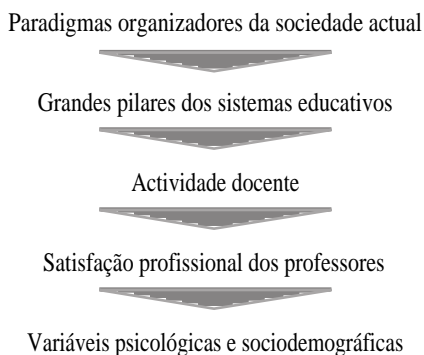 Paradigmas organizadores da sociedade actual
Grandes pilares dos sistemas educativos
Actividade docente
Satisfação profissional dos professores
Variáveis psicológicas e sociodemográficas